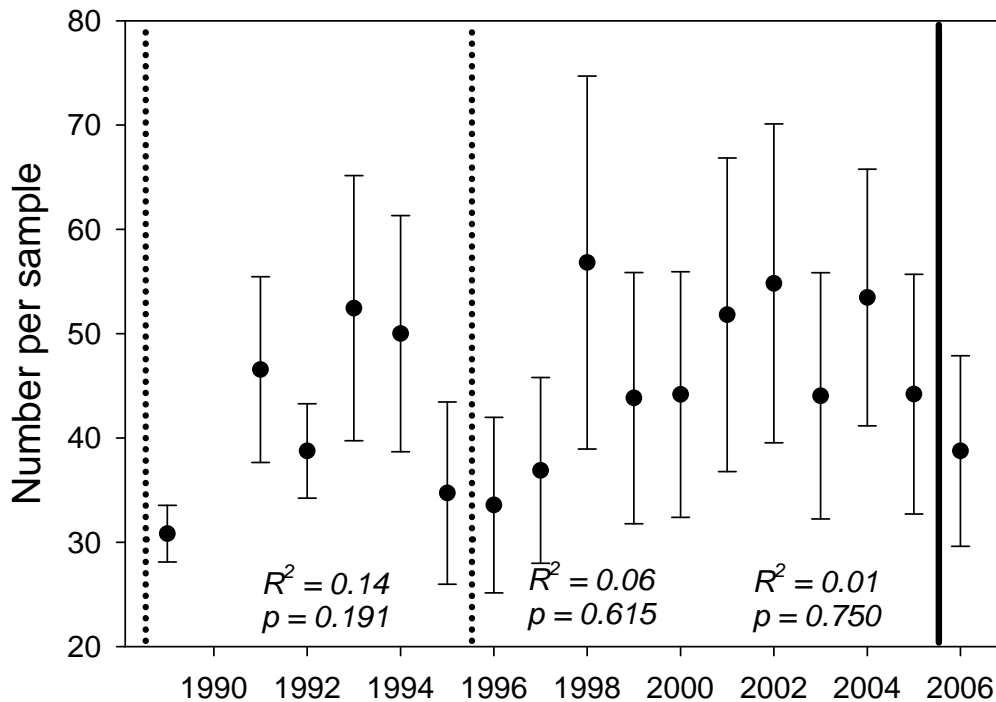 Number per sample
80
70
60
50
40
30
20
R² = 0.14
p = 0.191
R² = 0.06
p = 0.615
R² = 0.01
p = 0.750
1990 1992 1994 1996 1998 2000 2002 2004 2006